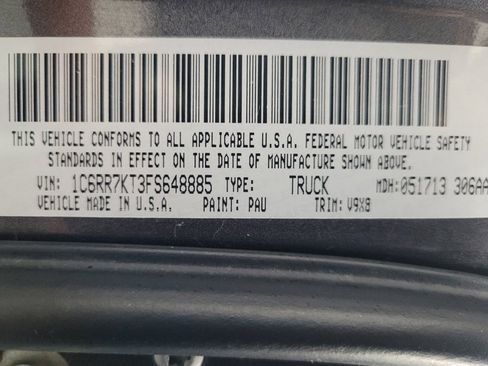 THIS VEHICLE CONFORMS TO ALL APPLICABLE U.S.A. FEDERAL MOTOR VEHICLE SAFETY
STANDARDS IN EFFECT ON THE DATE OF MANUFACTURE SHOWN ABOVE.
VIN: 1C6RR7KT3FS648885 TYPE: TRUCK MDH:051713 306AA
VEHICLE MADE IN U.S.A. PAINT: PAU TRIM: V9X8